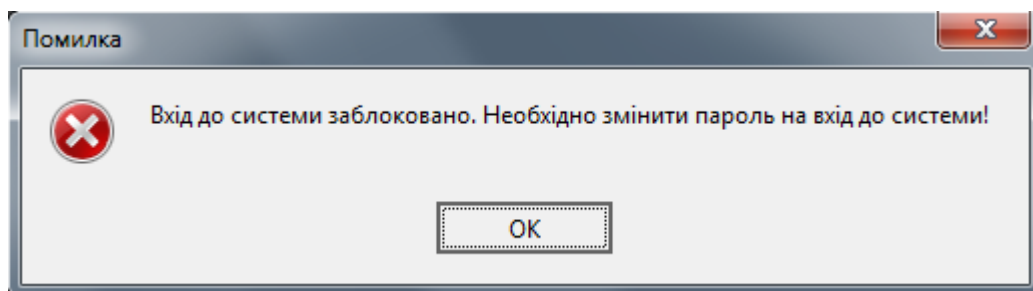 Помилка
Вхід до системи заблоковано. Необхідно змінити пароль на вхід до системи!
OK